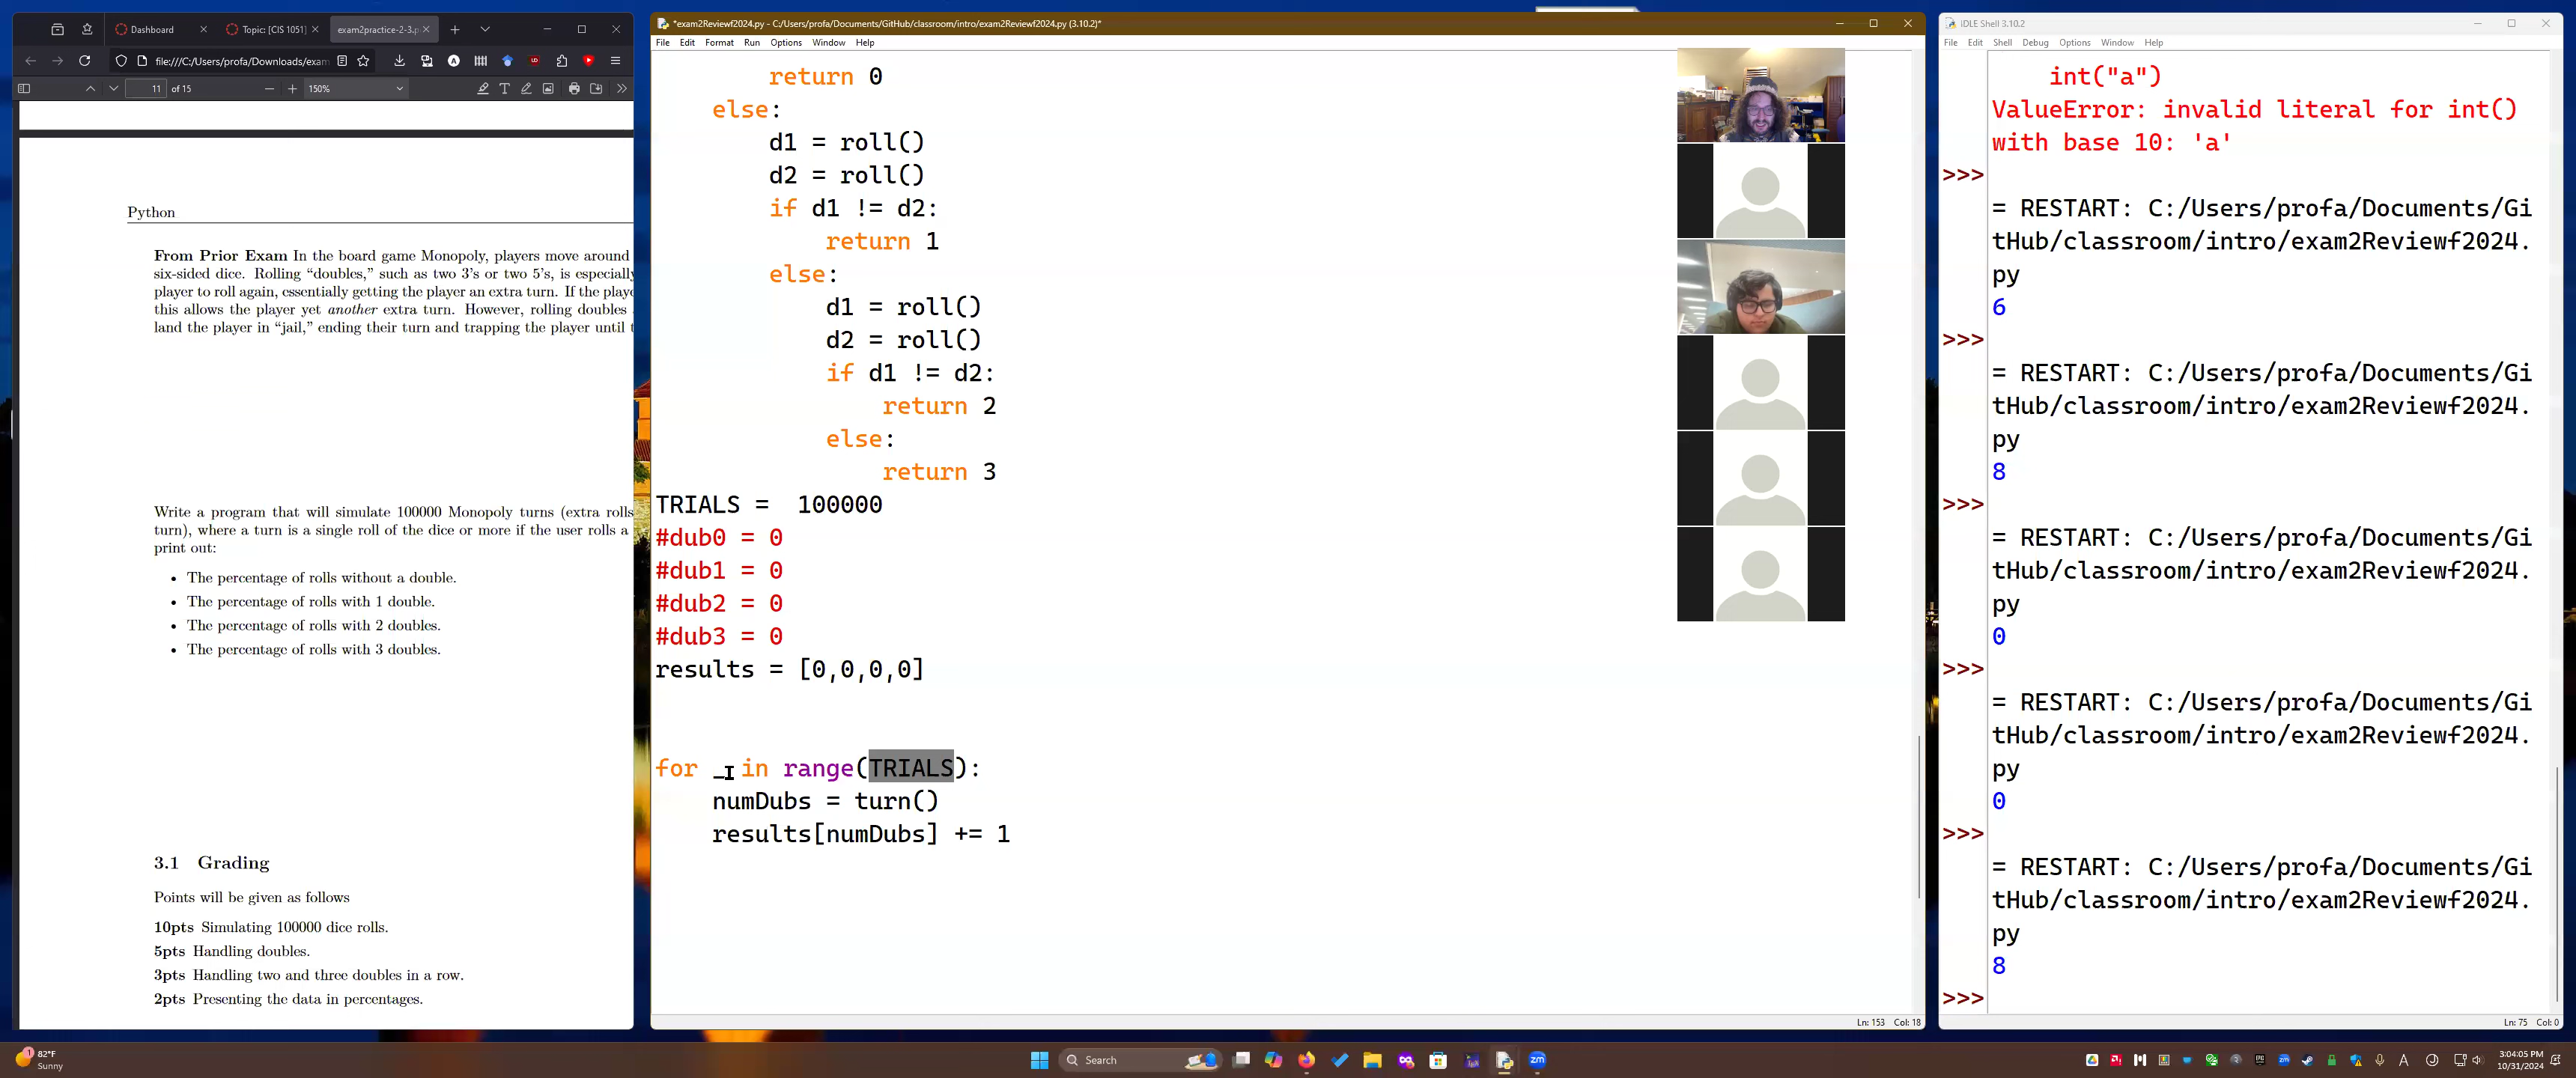 Dashboard
Topic: [CIS 1051]
exam2practice-2-3.p
file:///C:/Users/profa/Downloads/exam
11 of 15
150%
Python
From Prior Exam In the board game Monopoly, players move around
six-sided dice. Rolling “doubles,” such as two 3’s or two 5’s, is especially
player to roll again, essentially getting the player an extra turn. If the playe
this allows the player yet another extra turn. However, rolling doubles
land the player in “jail,” ending their turn and trapping the player until t
Write a program that will simulate 100000 Monopoly turns (extra rolls
turn), where a turn is a single roll of the dice or more if the user rolls a
print out:
• The percentage of rolls without a double.
• The percentage of rolls with 1 double.
• The percentage of rolls with 2 doubles.
• The percentage of rolls with 3 doubles.
3.1 Grading
Points will be given as follows
10pts Simulating 100000 dice rolls.
5pts Handling doubles.
3pts Handling two and three doubles in a row.
2pts Presenting the data in percentages.
*exam2Reviewf2024.py - C:/Users/profa/Documents/GitHub/classroom/intro/exam2Reviewf2024.py (3.10.2)*
File Edit Format Run Options Window Help
return 0
else:
d1 = roll()
d2 = roll()
if d1 != d2:
return 1
else:
d1 = roll()
d2 = roll()
if d1 != d2:
return 2
else:
return 3
TRIALS =  100000
#dub0 = 0
#dub1 = 0
#dub2 = 0
#dub3 = 0
results = [0,0,0,0]
for _ in range(TRIALS):
numDubs = turn()
results[numDubs] += 1
Ln: 153 Col: 18
IDLE Shell 3.10.2
File Edit Shell Debug Options Window Help
int("a")
ValueError: invalid literal for int()
with base 10: 'a'
>>>
= RESTART: C:/Users/profa/Documents/Gi
tHub/classroom/intro/exam2Reviewf2024.
py
6
>>>
= RESTART: C:/Users/profa/Documents/Gi
tHub/classroom/intro/exam2Reviewf2024.
py
8
>>>
= RESTART: C:/Users/profa/Documents/Gi
tHub/classroom/intro/exam2Reviewf2024.
py
0
>>>
= RESTART: C:/Users/profa/Documents/Gi
tHub/classroom/intro/exam2Reviewf2024.
py
0
>>>
= RESTART: C:/Users/profa/Documents/Gi
tHub/classroom/intro/exam2Reviewf2024.
py
8
>>>
Ln: 75 Col: 0
1
82°F
Sunny
Search
zm
3:04:05 PM
10/31/2024